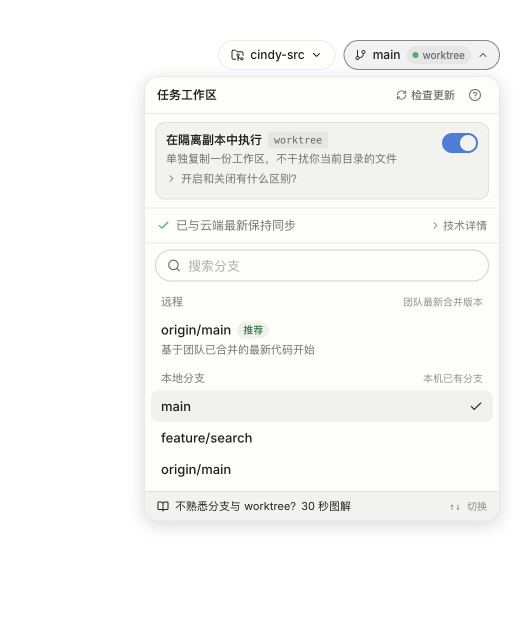 cindy-src
main worktree
任务工作区 检查更新
在隔离副本中执行 worktree
单独复制一份工作区，不干扰你当前目录的文件
开启和关闭有什么区别?
已与云端最新保持同步 技术详情
搜索分支
远程 团队最新合并版本
origin/main 推荐
基于团队已合并的最新代码开始
本地分支 本机已有分支
main
feature/search
origin/main
不熟悉分支与 worktree? 30 秒图解 ↑↓ 切换